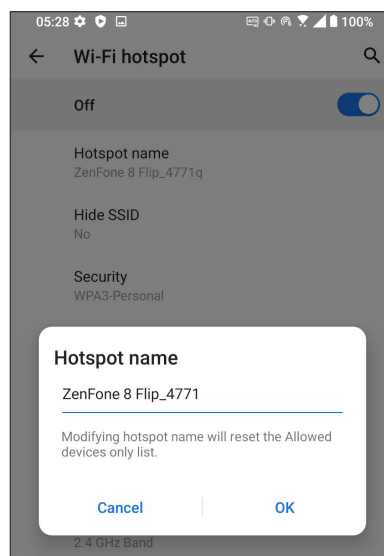 05:28 100%
Wi-Fi hotspot
Off
Hotspot name
ZenFone 8 Flip_4771q
Hide SSID
No
Security
WPA3-Personal
Hotspot name
ZenFone 8 Flip_4771
Modifying hotspot name will reset the Allowed
devices only list.
Cancel OK
2.4 GHz Band